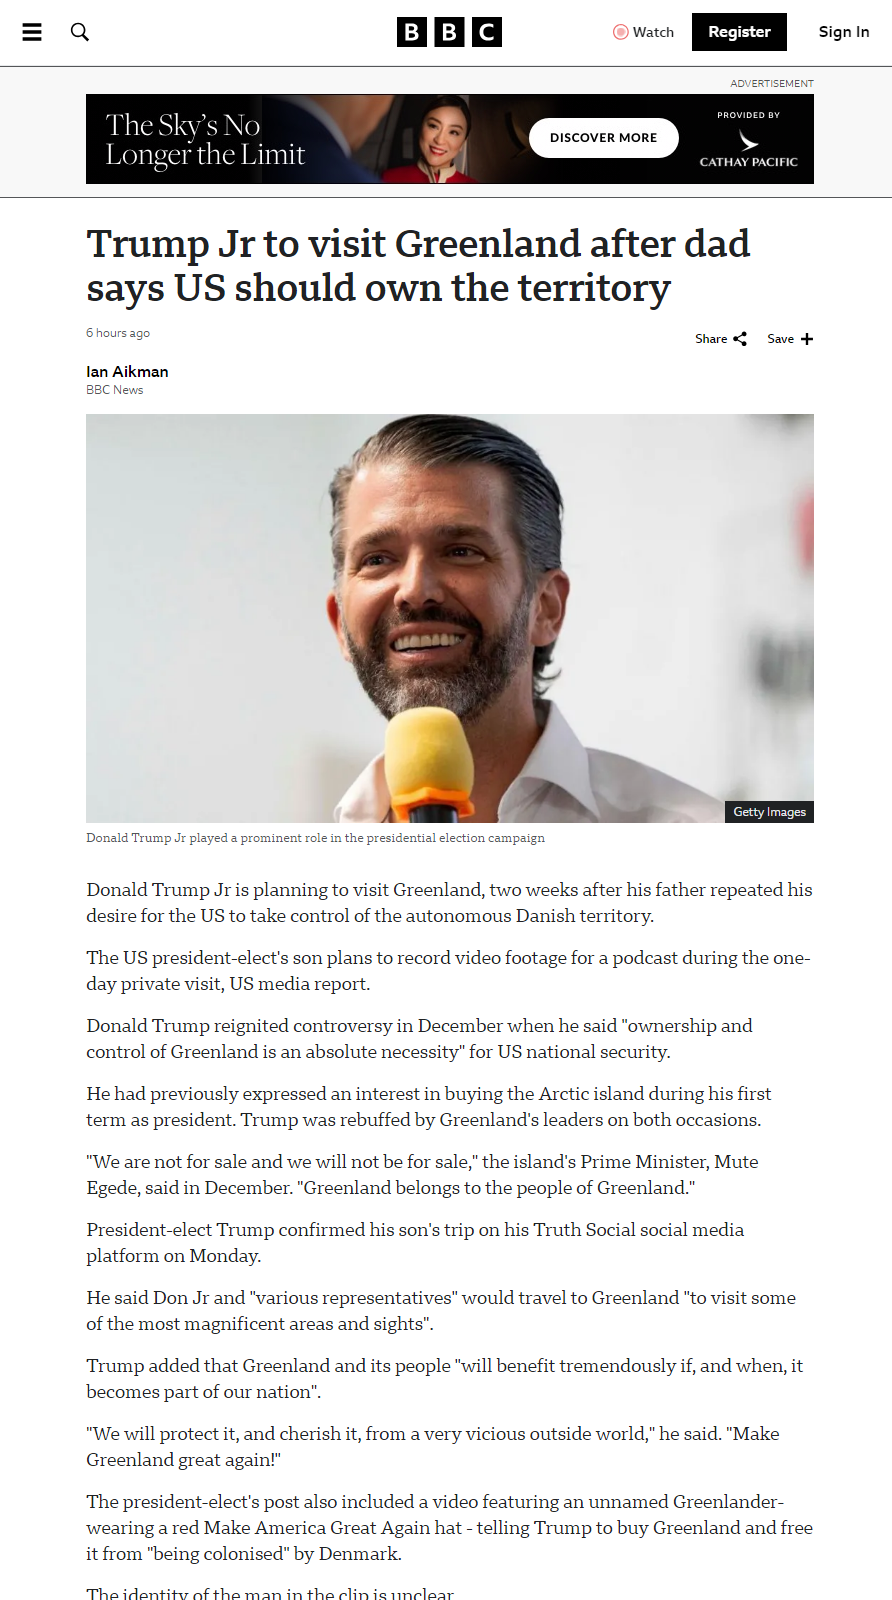 BBC
Watch
Register
Sign In
ADVERTISEMENT
The Sky's No
Longer the Limit
DISCOVER MORE
PROVIDED BY
CATHAY PACIFIC
Trump Jr to visit Greenland after dad
says US should own the territory
6 hours ago
Share
Save
Ian Aikman
BBC News
Getty Images
Donald Trump Jr played a prominent role in the presidential election campaign
Donald Trump Jr is planning to visit Greenland, two weeks after his father repeated his
desire for the US to take control of the autonomous Danish territory.
The US president-elect's son plans to record video footage for a podcast during the one-
day private visit, US media report.
Donald Trump reignited controversy in December when he said "ownership and
control of Greenland is an absolute necessity" for US national security.
He had previously expressed an interest in buying the Arctic island during his first
term as president. Trump was rebuffed by Greenland's leaders on both occasions.
"We are not for sale and we will not be for sale," the island's Prime Minister, Mute
Egede, said in December. "Greenland belongs to the people of Greenland."
President-elect Trump confirmed his son's trip on his Truth Social social media
platform on Monday.
He said Don Jr and "various representatives" would travel to Greenland "to visit some
of the most magnificent areas and sights".
Trump added that Greenland and its people "will benefit tremendously if, and when, it
becomes part of our nation".
"We will protect it, and cherish it, from a very vicious outside world," he said. "Make
Greenland great again!"
The president-elect's post also included a video featuring an unnamed Greenlander-
wearing a red Make America Great Again hat - telling Trump to buy Greenland and free
it from "being colonised" by Denmark.
The identity of the man in the clip is unclear.